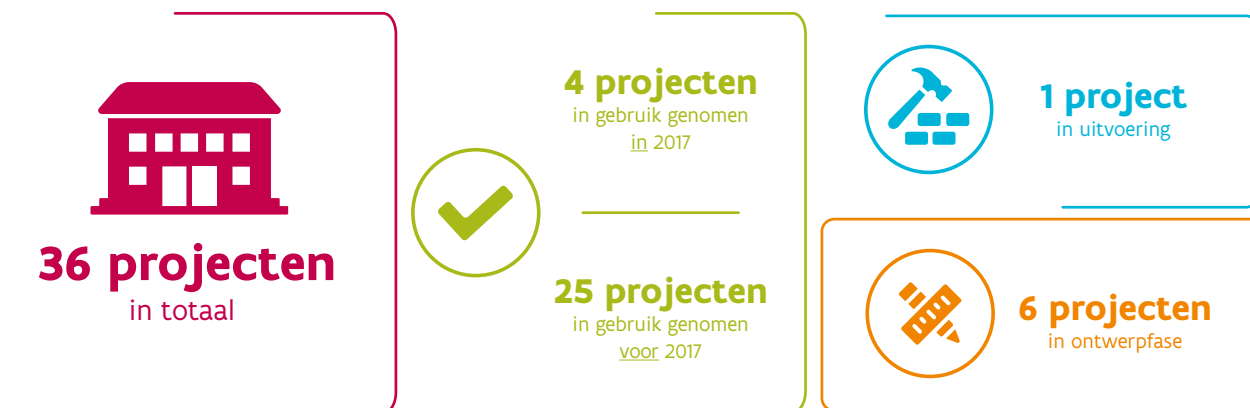 36 projecten
in totaal
4 projecten
in gebruik genomen
in 2017
25 projecten
in gebruik genomen
voor 2017
1 project
in uitvoering
6 projecten
in ontwerpfase